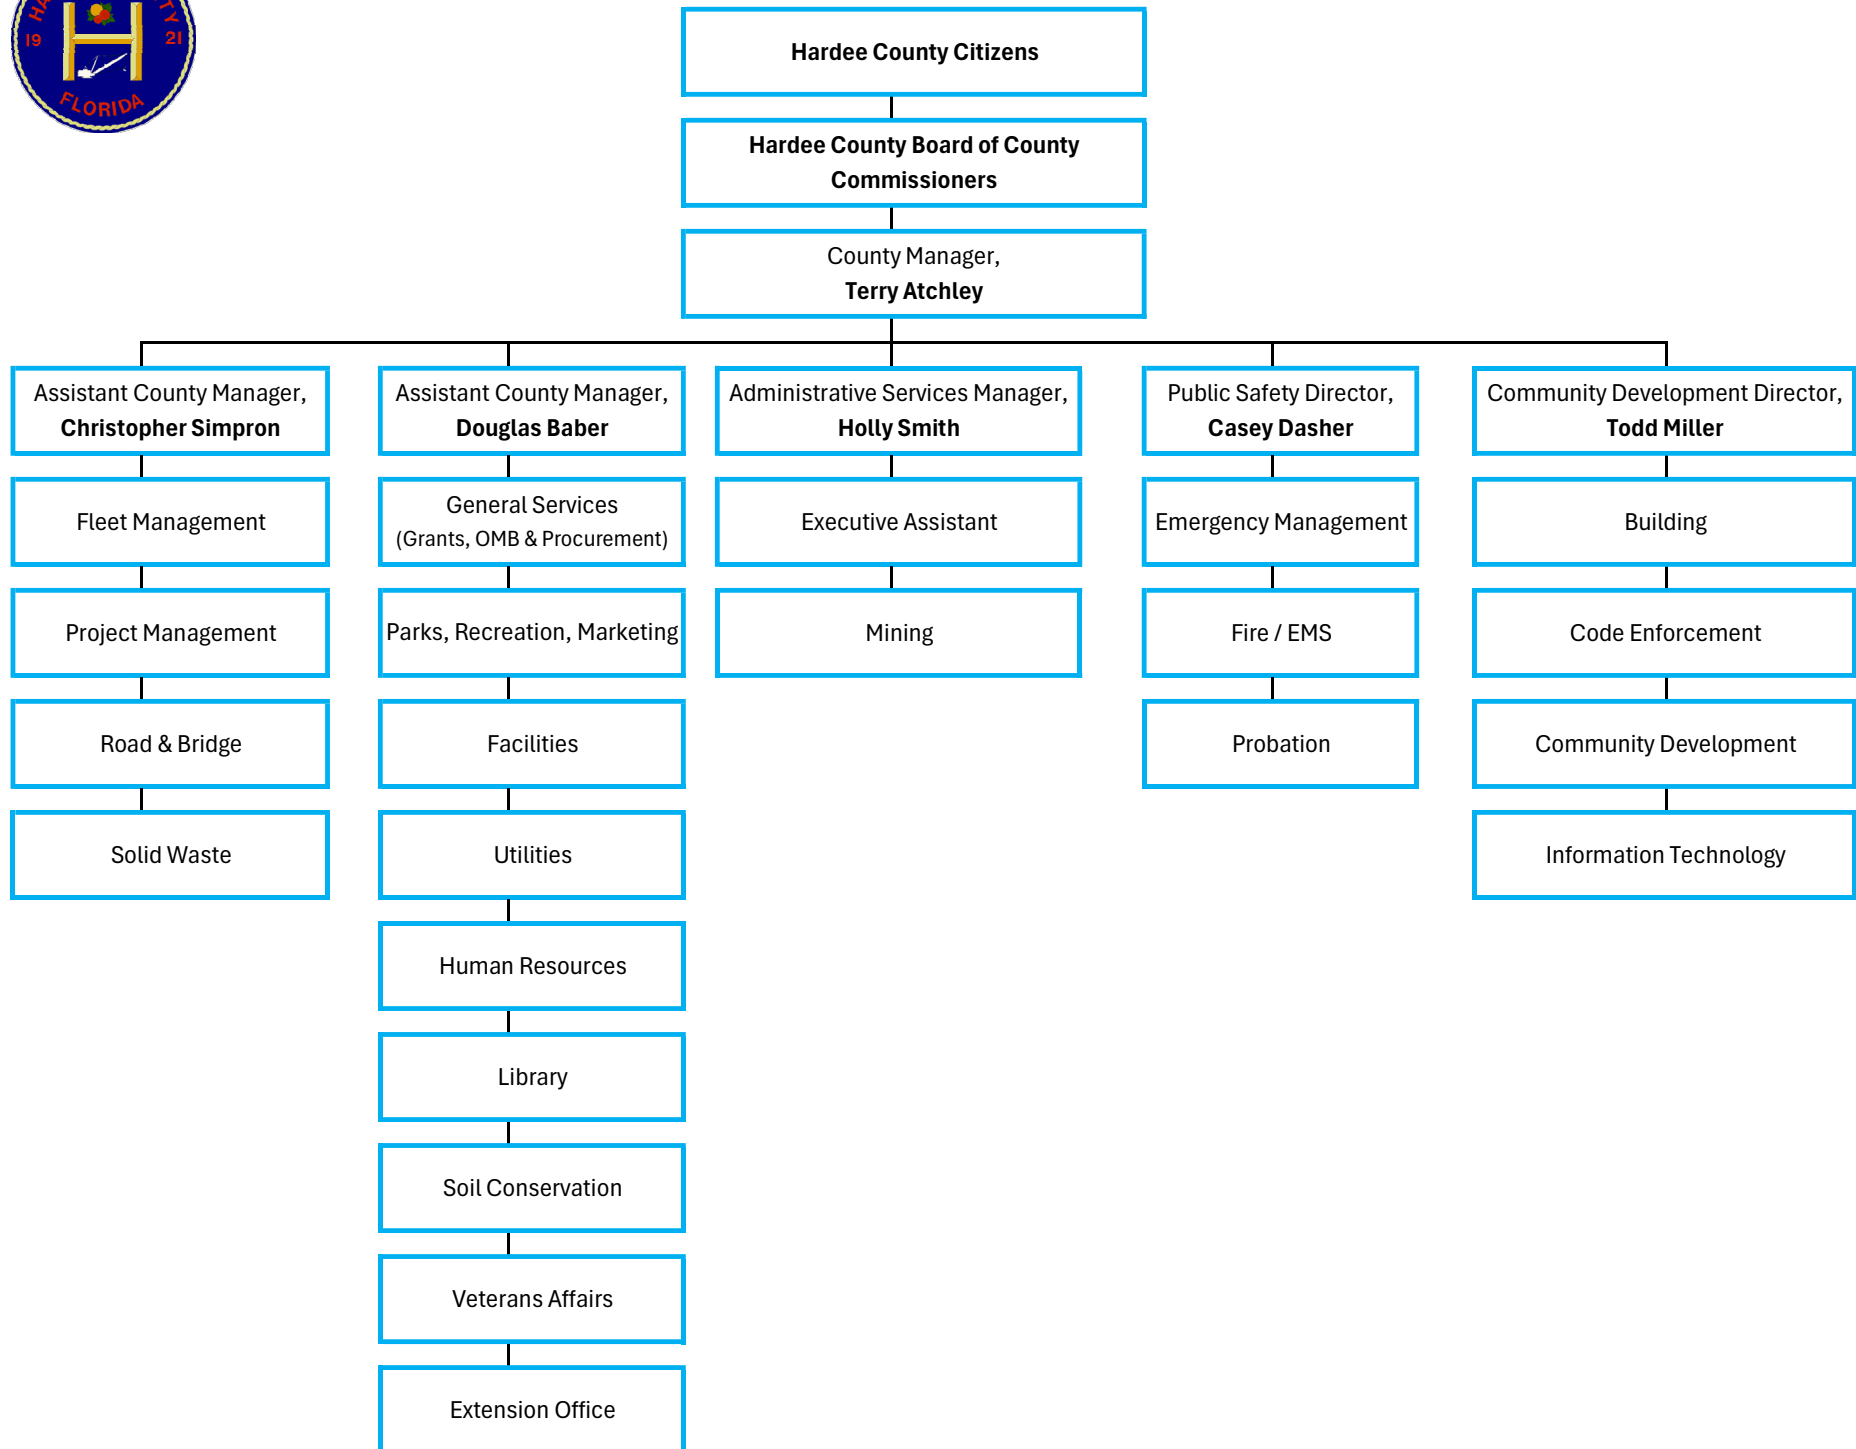 19
21
FLORIDA
Hardee County Citizens
Hardee County Board of County
Commissioners
County Manager,
Terry Atchley
Assistant County Manager,
Christopher Simpron
Fleet Management
Project Management
Road & Bridge
Solid Waste
Assistant County Manager,
Douglas Baber
General Services
(Grants, OMB & Procurement)
Parks, Recreation, Marketing
Facilities
Utilities
Human Resources
Library
Soil Conservation
Veterans Affairs
Extension Office
Administrative Services Manager,
Holly Smith
Executive Assistant
Mining
Public Safety Director,
Casey Dasher
Emergency Management
Fire / EMS
Probation
Community Development Director,
Todd Miller
Building
Code Enforcement
Community Development
Information Technology